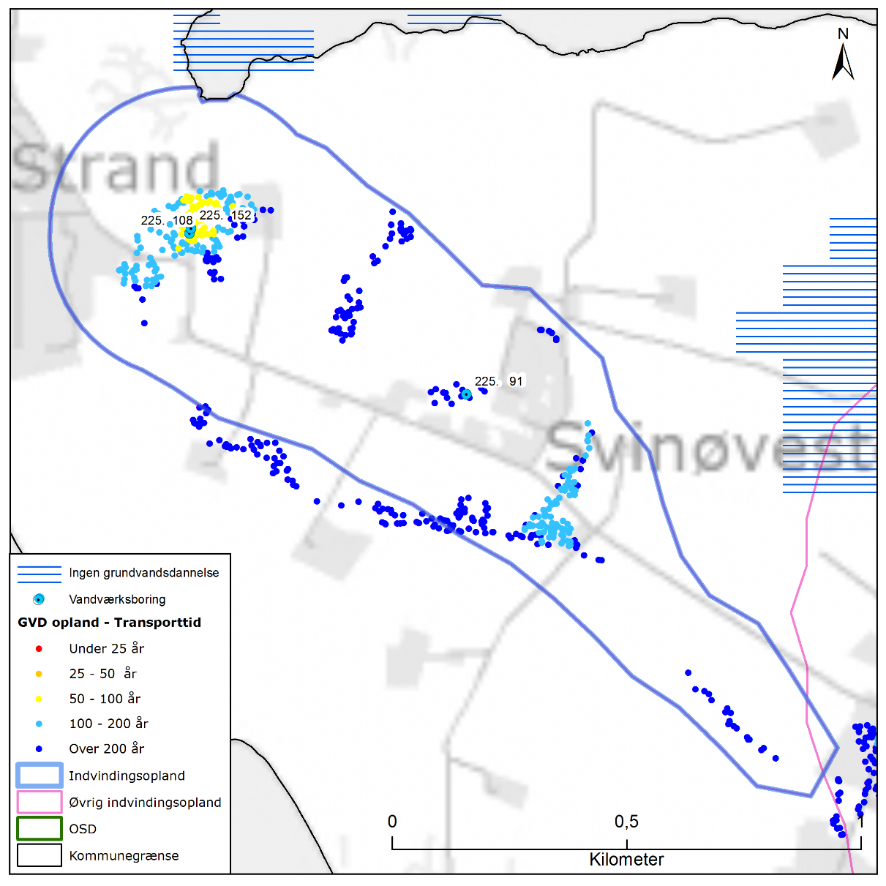 N
Strand
225. 108
225. 152
225. 91
Svinøvest
Ingen grundvandsdannelse
Vandværksboring
GVD opland - Transporttid
Under 25 år
25 - 50 år
50 - 100 år
100 - 200 år
Over 200 år
Indvindingsopland
Øvrig indvindingsopland
OSD
Kommunegrænse
0 0,5 1
Kilometer